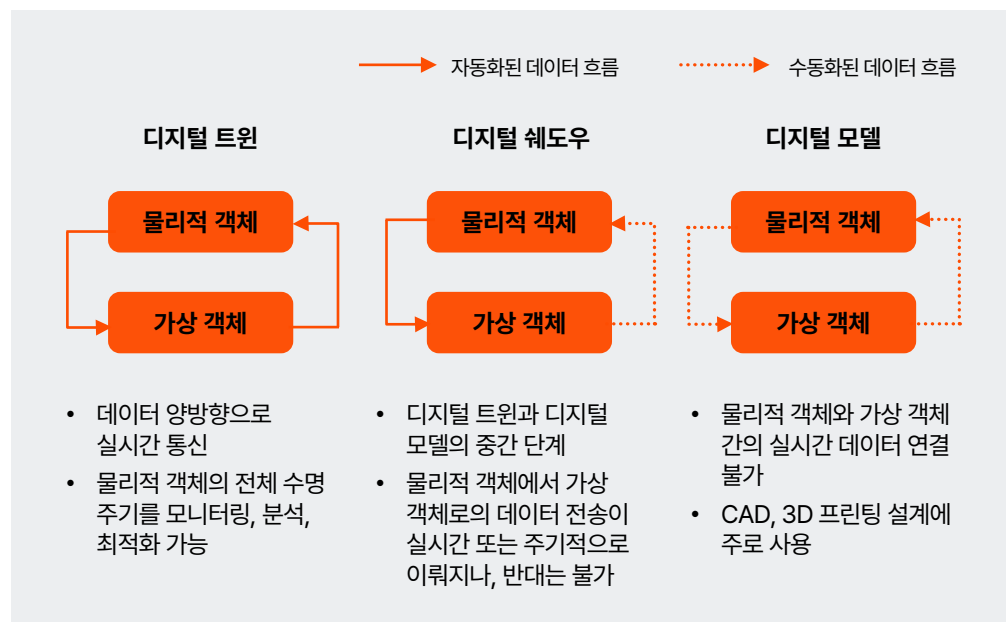 자동화된 데이터 흐름
수동화된 데이터 흐름
디지털 트윈
물리적 객체
가상 객체
• 데이터 양방향으로
실시간 통신
• 물리적 객체의 전체 수명
주기를 모니터링, 분석,
최적화 가능
디지털 쉐도우
물리적 객체
가상 객체
• 디지털 트윈과 디지털
모델의 중간 단계
• 물리적 객체에서 가상
객체로의 데이터 전송이
실시간 또는 주기적으로
이뤄지나, 반대는 불가
디지털 모델
물리적 객체
가상 객체
• 물리적 객체와 가상 객체
간의 실시간 데이터 연결
불가
• CAD, 3D 프린팅 설계에
주로 사용